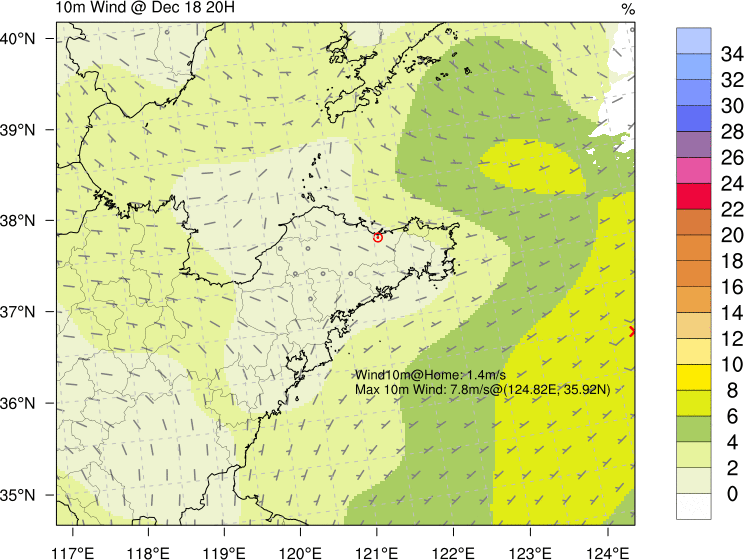 10m Wind @ Dec 18 20H
%
40°N
39°N
38°N
37°N
36°N
35°N
Wind10m@Home: 1.4m/s
Max 10m Wind: 7.8m/s@(124.82E, 35.92N)
117°E
118°E
119°E
120°E
121°E
122°E
123°E
124°E
34
32
30
28
26
24
22
20
18
16
14
12
10
8
6
4
2
0